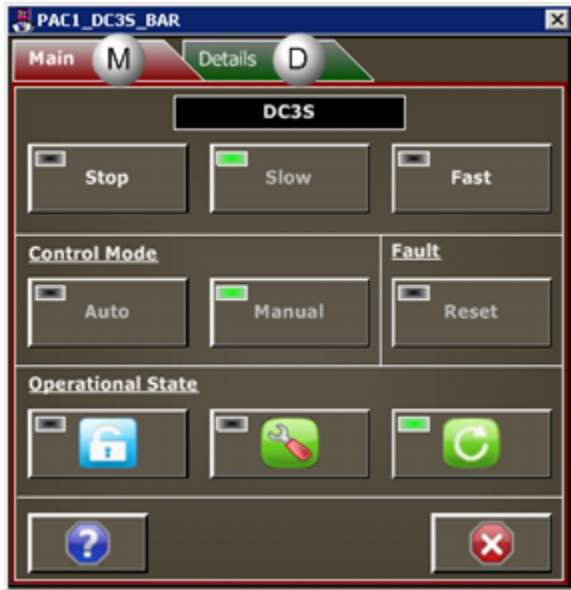 PAC1_DC3S_BAR
Main M Details D
DC3S
Stop Slow Fast
Control Mode Fault
Auto Manual Reset
Operational State
?